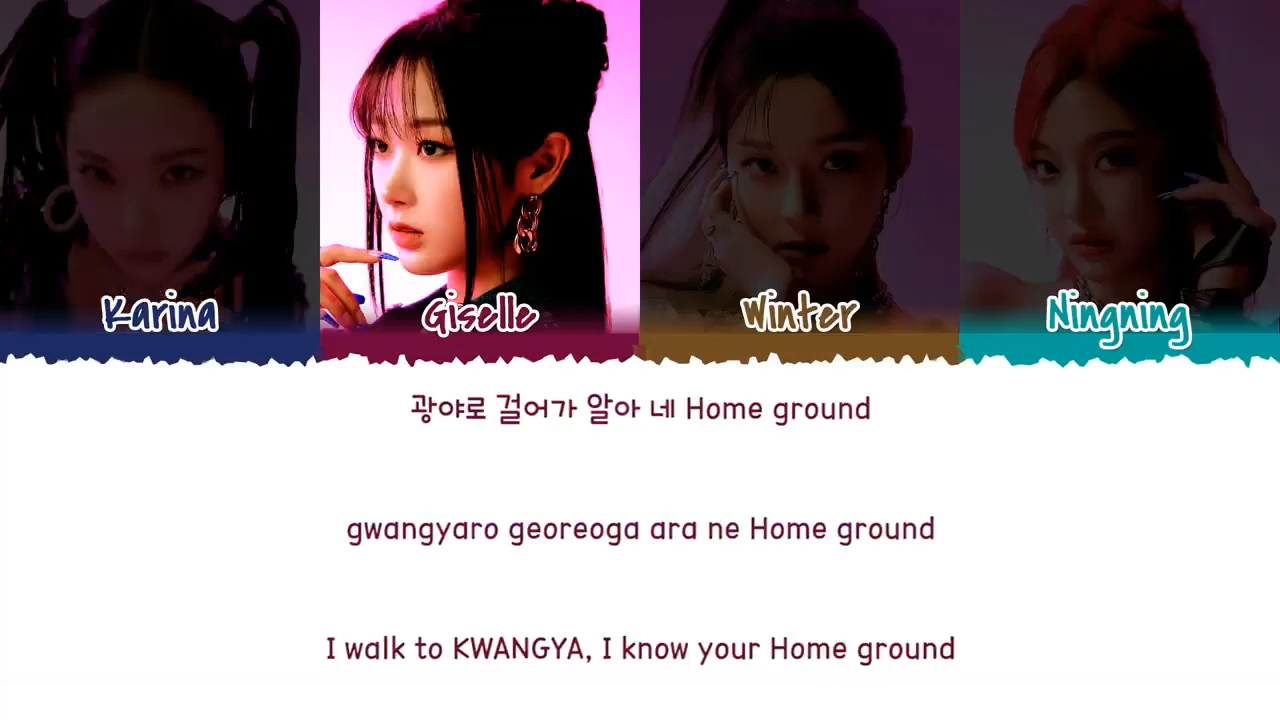 Karina
Giselle
Winter
Ningning
광야로 걸어가 알아 네 Home ground
gwangyaro georeoga ara ne Home ground
I walk to KWANGYA, I know your Home ground